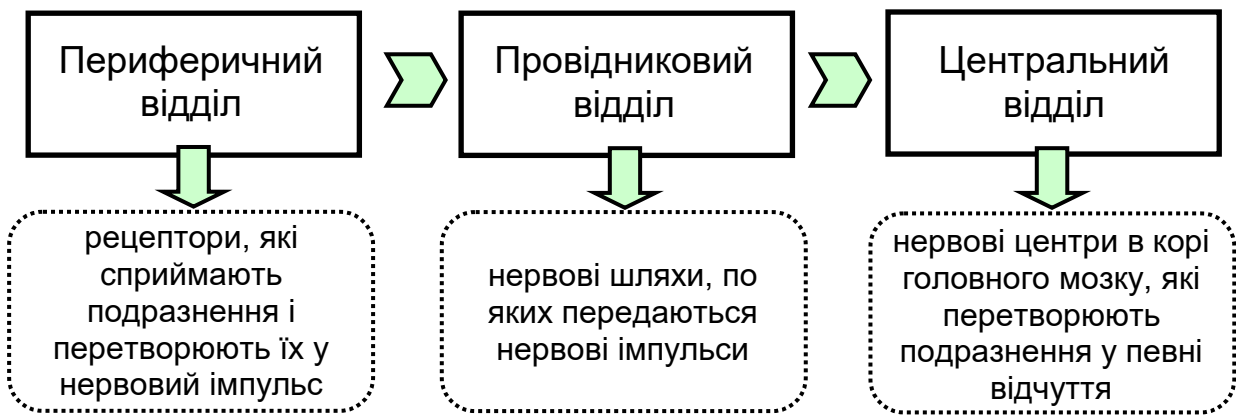 Периферичний
відділ
Провідниковий
відділ
Центральний
відділ
рецептори, які
сприймають
подразнення і
перетворюють їх у
нервовий імпульс
нервові шляхи, по
яких передаються
нервові імпульси
нервові центри в корі
головного мозку, які
перетворюють
подразнення у певні
відчуття